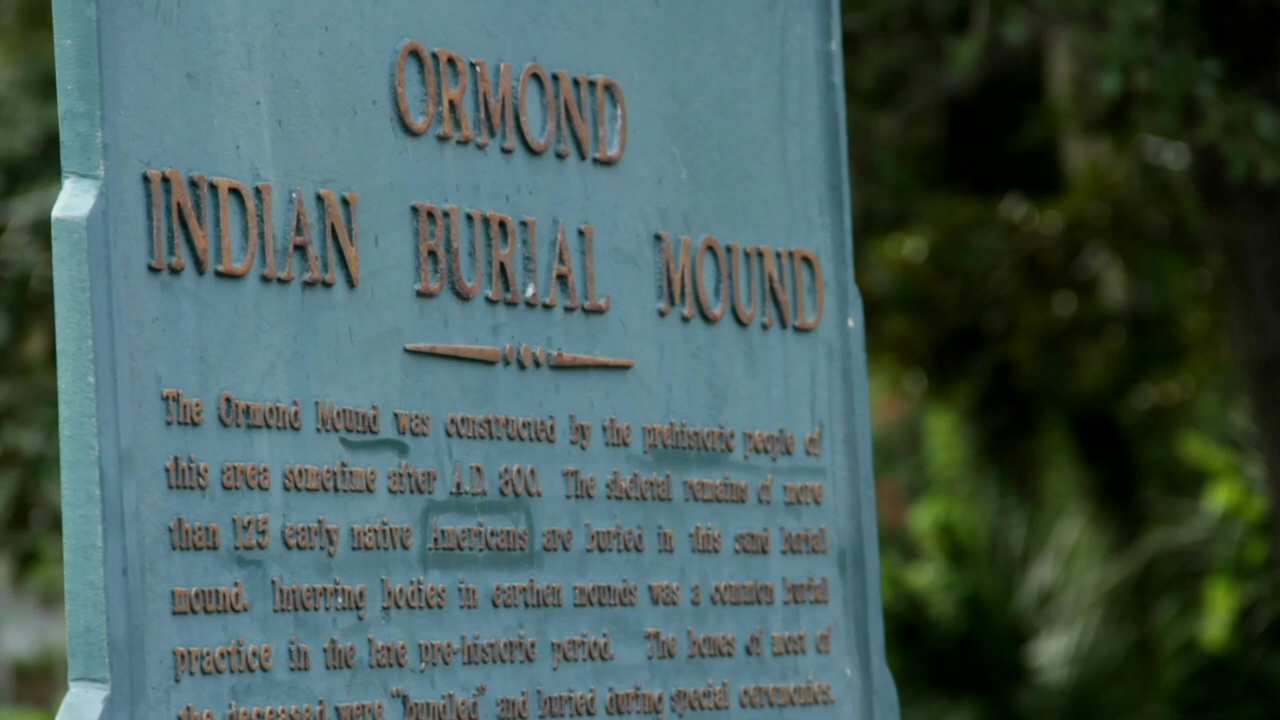 ORMOND
INDIAN BURIAL MOUND
The Ormond Mound was constructed by the prehistoric people of
this area sometime after A.D. 800. The skeletal remains of more
than 125 early native Americans are buried in this sand burial
mound. Interring bodies in earthen mounds was a common burial
practice in the late pre-historic period. The bones of most of
the deceased were "bundled" and buried during special ceremonies.